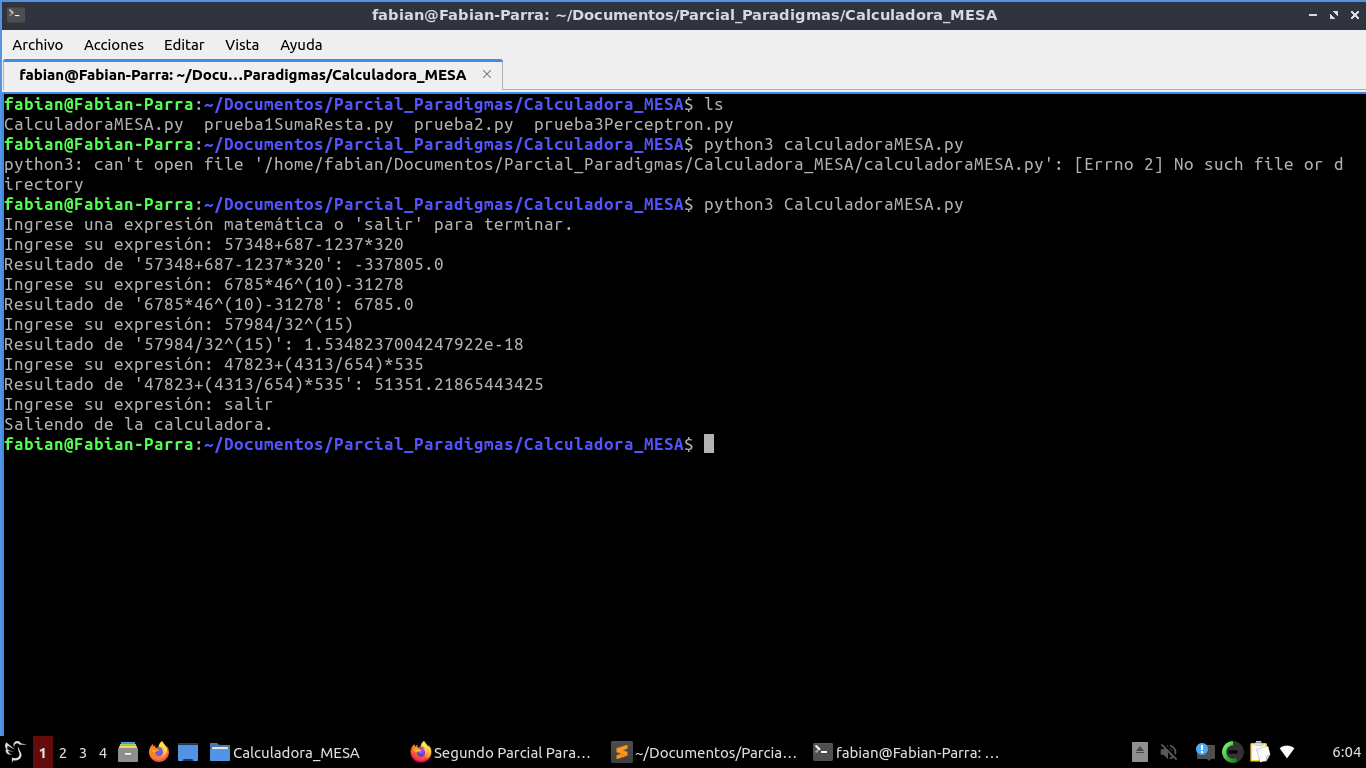 fabian@Fabian-Parra: ~/Documentos/Parcial_Paradigmas/Calculadora_MESA
Archivo Acciones Editar Vista Ayuda
fabian@Fabian-Parra: ~/Docu...Paradigmas/Calculadora_MESA
fabian@Fabian-Parra:~/Documentos/Parcial_Paradigmas/Calculadora_MESA$ ls
CalculadoraMESA.py prueba1SumaResta.py prueba2.py prueba3Perceptron.py
fabian@Fabian-Parra:~/Documentos/Parcial_Paradigmas/Calculadora_MESA$ python3 calculadoraMESA.py
python3: can't open file '/home/fabian/Documentos/Parcial_Paradigmas/Calculadora_MESA/calculadoraMESA.py': [Errno 2] No such file or d
irectory
fabian@Fabian-Parra:~/Documentos/Parcial_Paradigmas/Calculadora_MESA$ python3 CalculadoraMESA.py
Ingrese una expresión matemática o 'salir' para terminar.
Ingrese su expresión: 57348+687-1237*320
Resultado de '57348+687-1237*320': -337805.0
Ingrese su expresión: 6785*46^(10)-31278
Resultado de '6785*46^(10)-31278': 6785.0
Ingrese su expresión: 57984/32^(15)
Resultado de '57984/32^(15)': 1.5348237004247922e-18
Ingrese su expresión: 47823+(4313/654)*535
Resultado de '47823+(4313/654)*535': 51351.21865443425
Ingrese su expresión: salir
Saliendo de la calculadora.
fabian@Fabian-Parra:~/Documentos/Parcial_Paradigmas/Calculadora_MESA$
1 2 3 4 Calculadora_MESA Segundo Parcial Para... ~/Documentos/Parcia... fabian@Fabian-Parra: ... 6:04